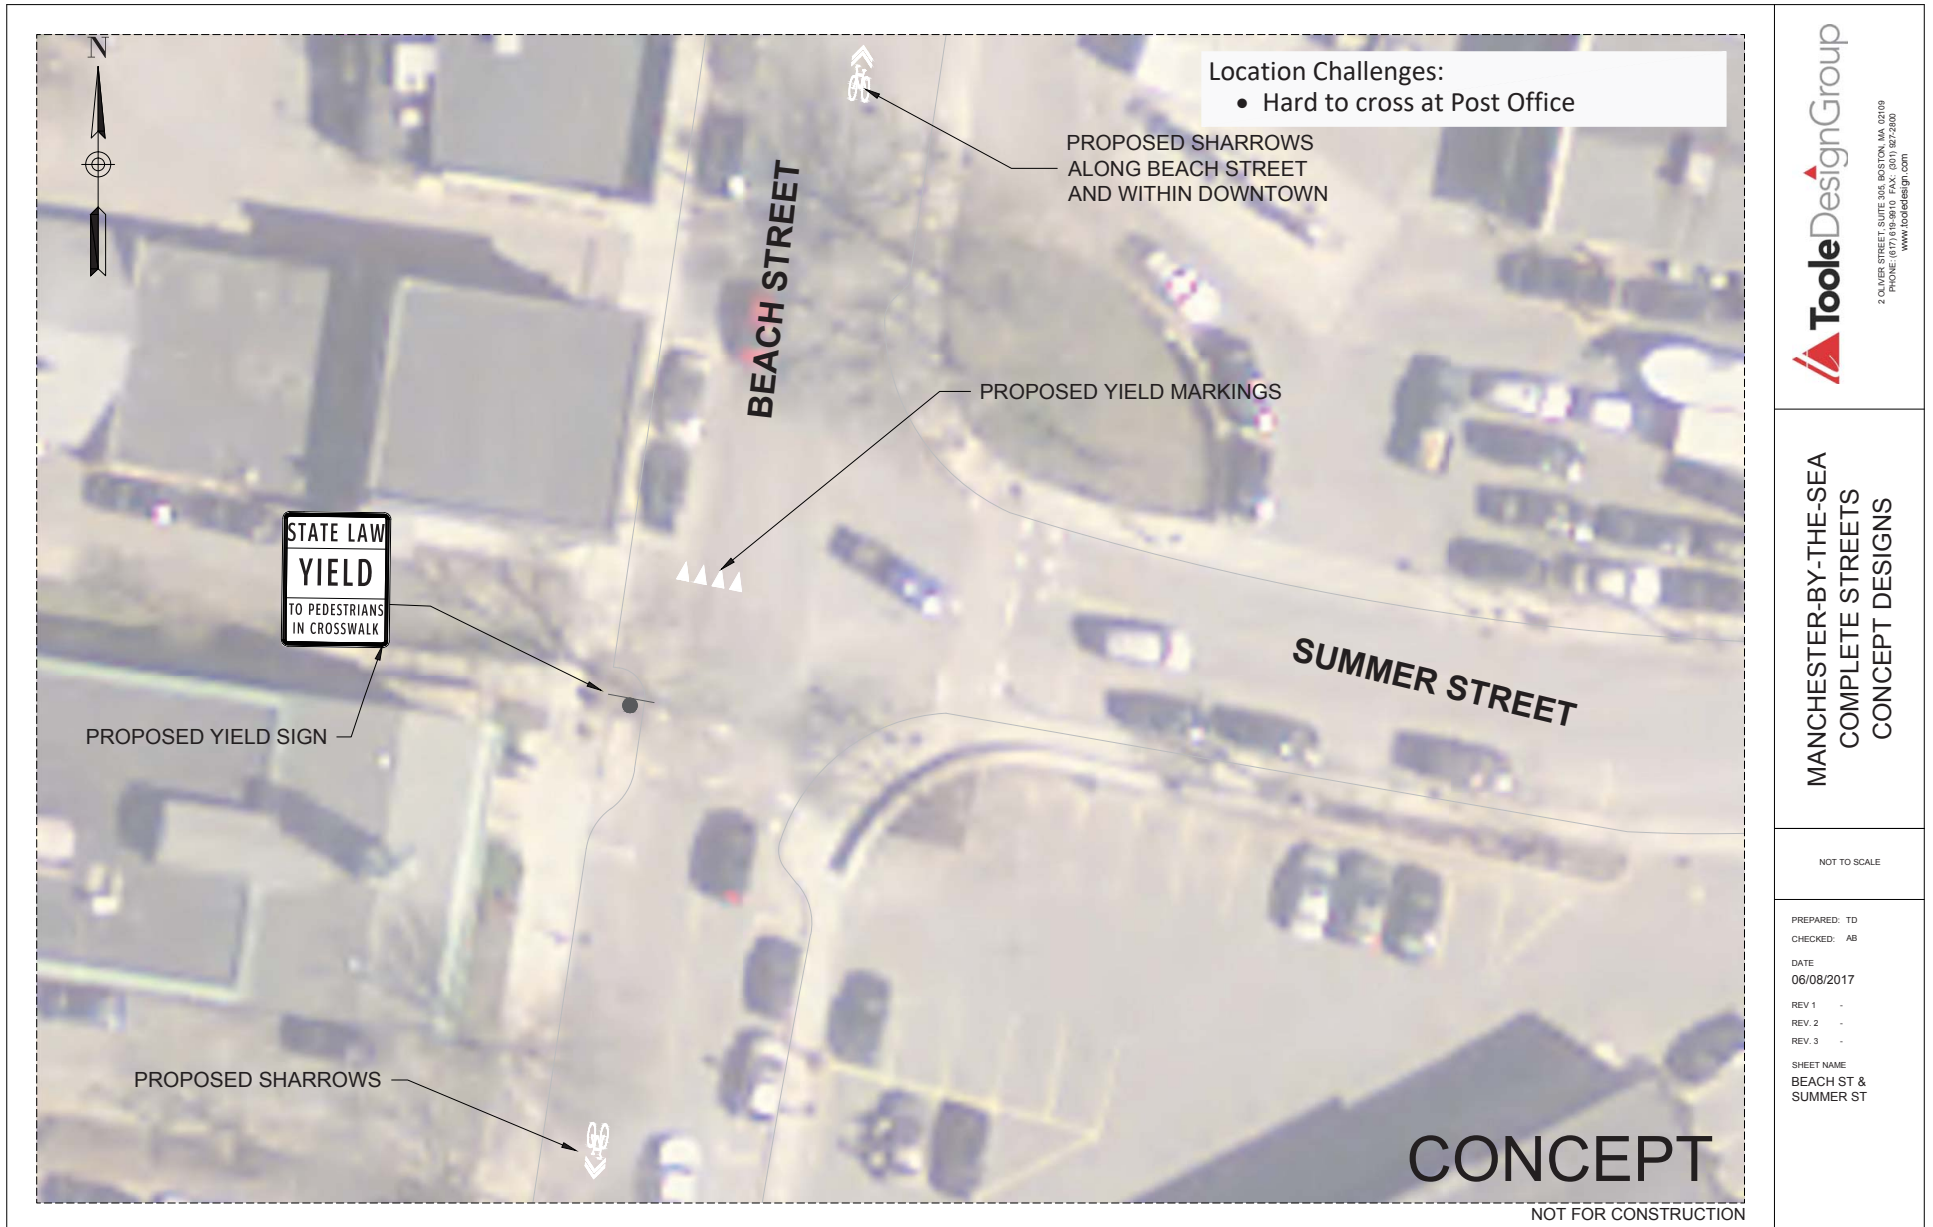 N
Location Challenges:
• Hard to cross at Post Office
PROPOSED SHARROWS
ALONG BEACH STREET
AND WITHIN DOWNTOWN
BEACH STREET
PROPOSED YIELD MARKINGS
STATE LAW
YIELD
TO PEDESTRIANS
IN CROSSWALK
SUMMER STREET
PROPOSED YIELD SIGN
PROPOSED SHARROWS
CONCEPT
NOT FOR CONSTRUCTION
TooleDesignGroup
2 OLIVER STREET, SUITE 305, BOSTON, MA 02109
PHONE: (617) 619-9910 FAX: (301) 927-2800
www.tooledesign.com
MANCHESTER-BY-THE-SEA
COMPLETE STREETS
CONCEPT DESIGNS
NOT TO SCALE
PREPARED: TD
CHECKED: AB
DATE
06/08/2017
REV 1 -
REV. 2 -
REV. 3 -
SHEET NAME
BEACH ST &
SUMMER ST